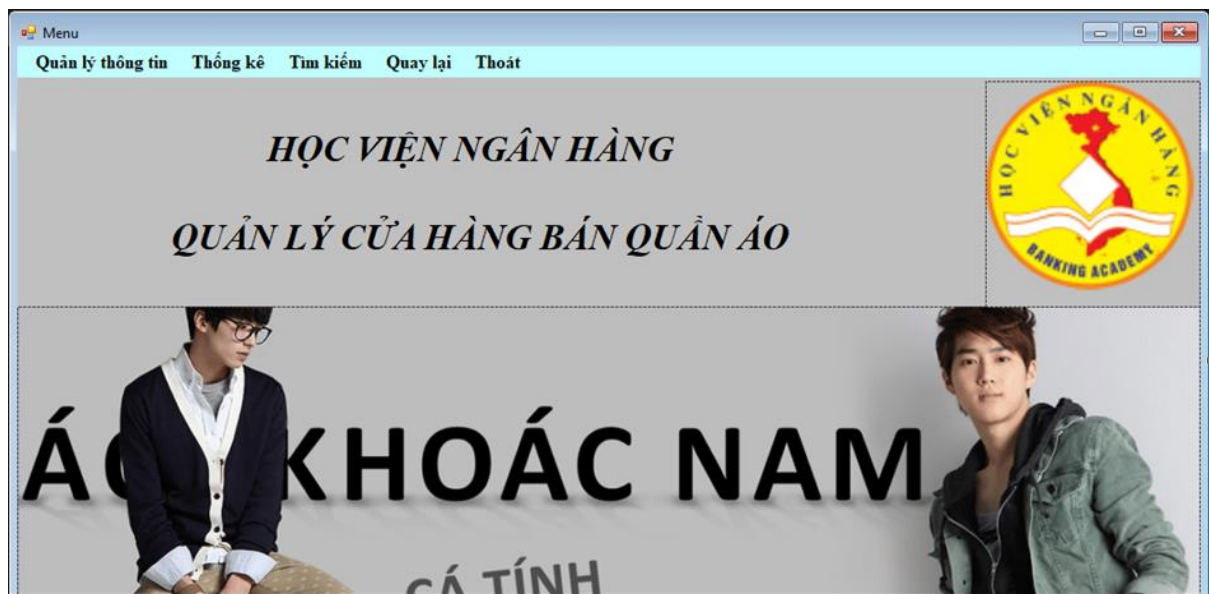 Menu
Quản lý thông tin Thống kê Tìm kiếm Quay lại Thoát
HỌC VIỆN NGÂN HÀNG
QUẢN LÝ CỬA HÀNG BÁN QUẦN ÁO
HỌC VIỆN NGÂN HÀNG
BANKING ACADEMY
KHOÁC NAM
CÁ TÍNH